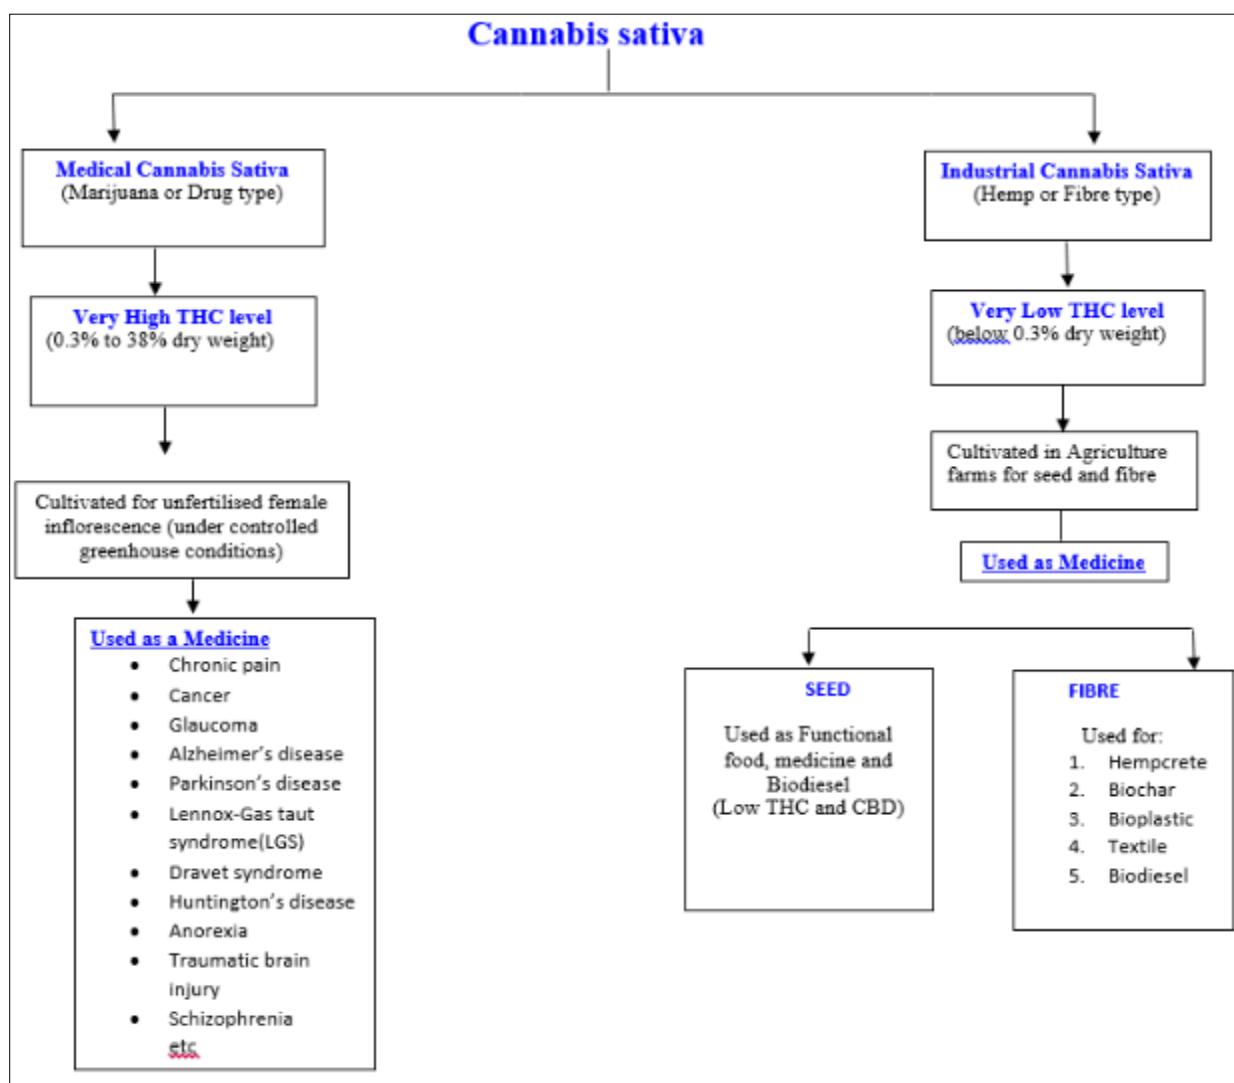 Cannabis sativa
Medical Cannabis Sativa
(Marijuana or Drug type)
Very High THC level
(0.3% to 38% dry weight)
Cultivated for unfertilised female
inflorescence (under controlled
greenhouse conditions)
Used as a Medicine
• Chronic pain
• Cancer
• Glaucoma
• Alzheimer's disease
• Parkinson's disease
• Lennox-Gas taut
syndrome(LGS)
• Dravet syndrome
• Huntington's disease
• Anorexia
• Traumatic brain
injury
• Schizophrenia
etc
Industrial Cannabis Sativa
(Hemp or Fibre type)
Very Low THC level
(below 0.3% dry weight)
Cultivated in Agriculture
farms for seed and fibre
Used as Medicine
SEED
Used as Functional
food, medicine and
Biodiesel
(Low THC and CBD)
FIBRE
Used for:
1. Hempcrete
2. Biochar
3. Bioplastic
4. Textile
5. Biodiesel